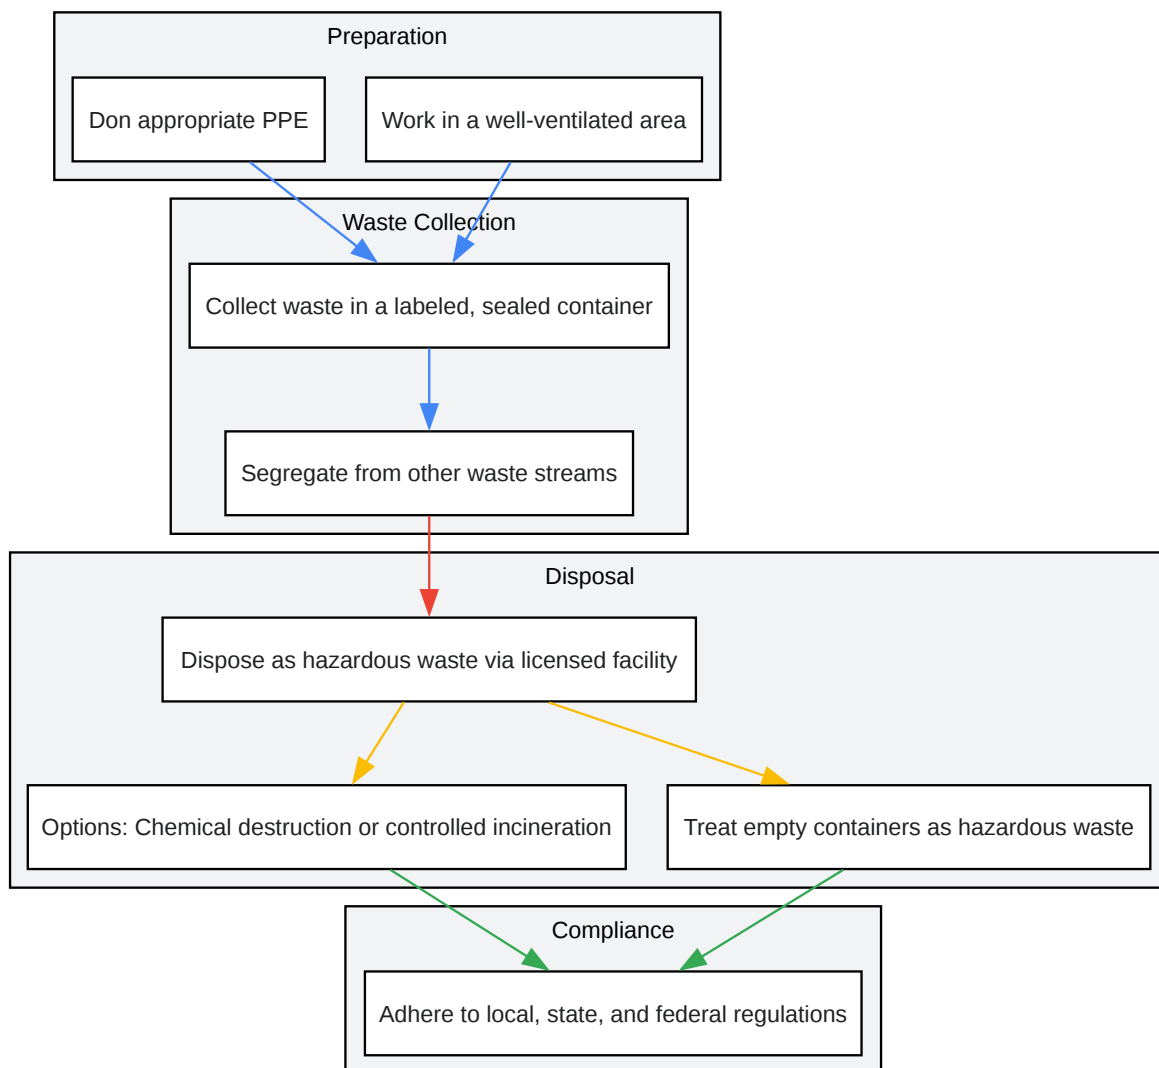 Preparation
Don appropriate PPE
Work in a well-ventilated area
Waste Collection
Collect waste in a labeled, sealed container
Segregate from other waste streams
Disposal
Dispose as hazardous waste via licensed facility
Options: Chemical destruction or controlled incineration
Treat empty containers as hazardous waste
Compliance
Adhere to local, state, and federal regulations